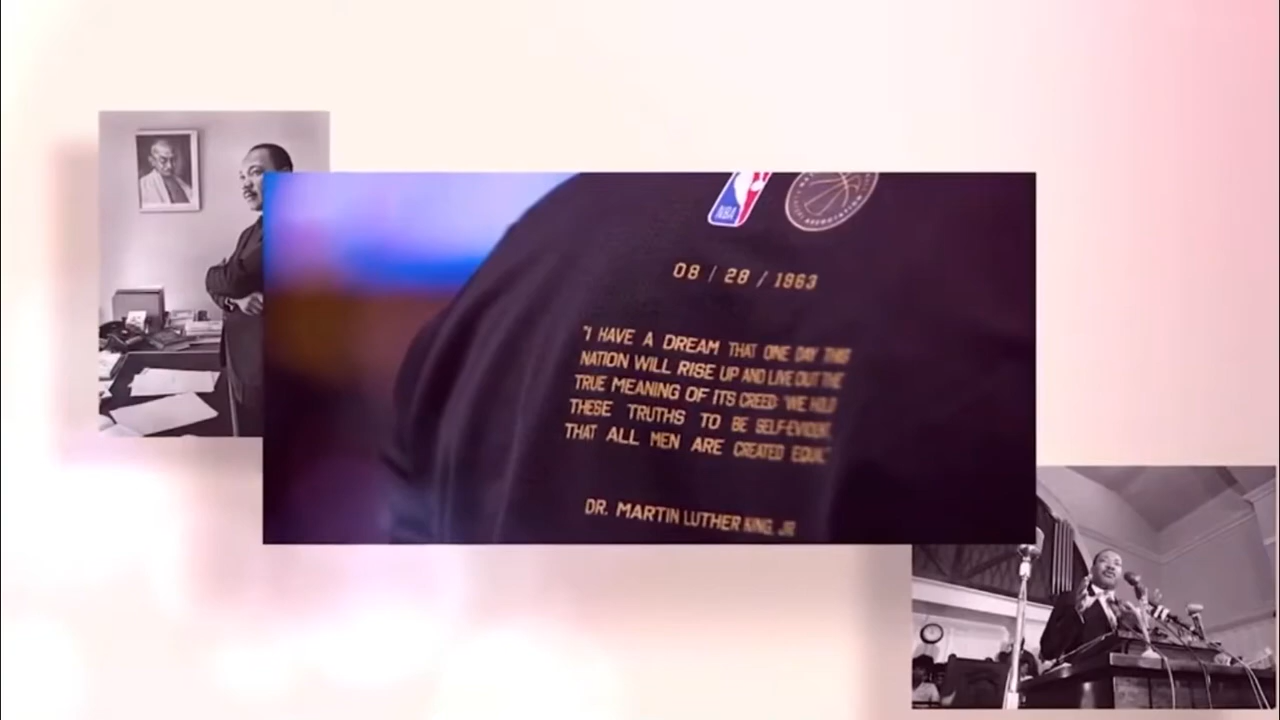 NBA
ASSOCIATION
08 / 28 / 1963
"I HAVE A DREAM THAT ONE DAY THIS
NATION WILL RISE UP AND LIVE OUT THE
TRUE MEANING OF ITS CREED: 'WE HOLD
THESE TRUTHS TO BE SELF-EVIDENT,
THAT ALL MEN ARE CREATED EQUAL.'
DR. MARTIN LUTHER KING, JR.